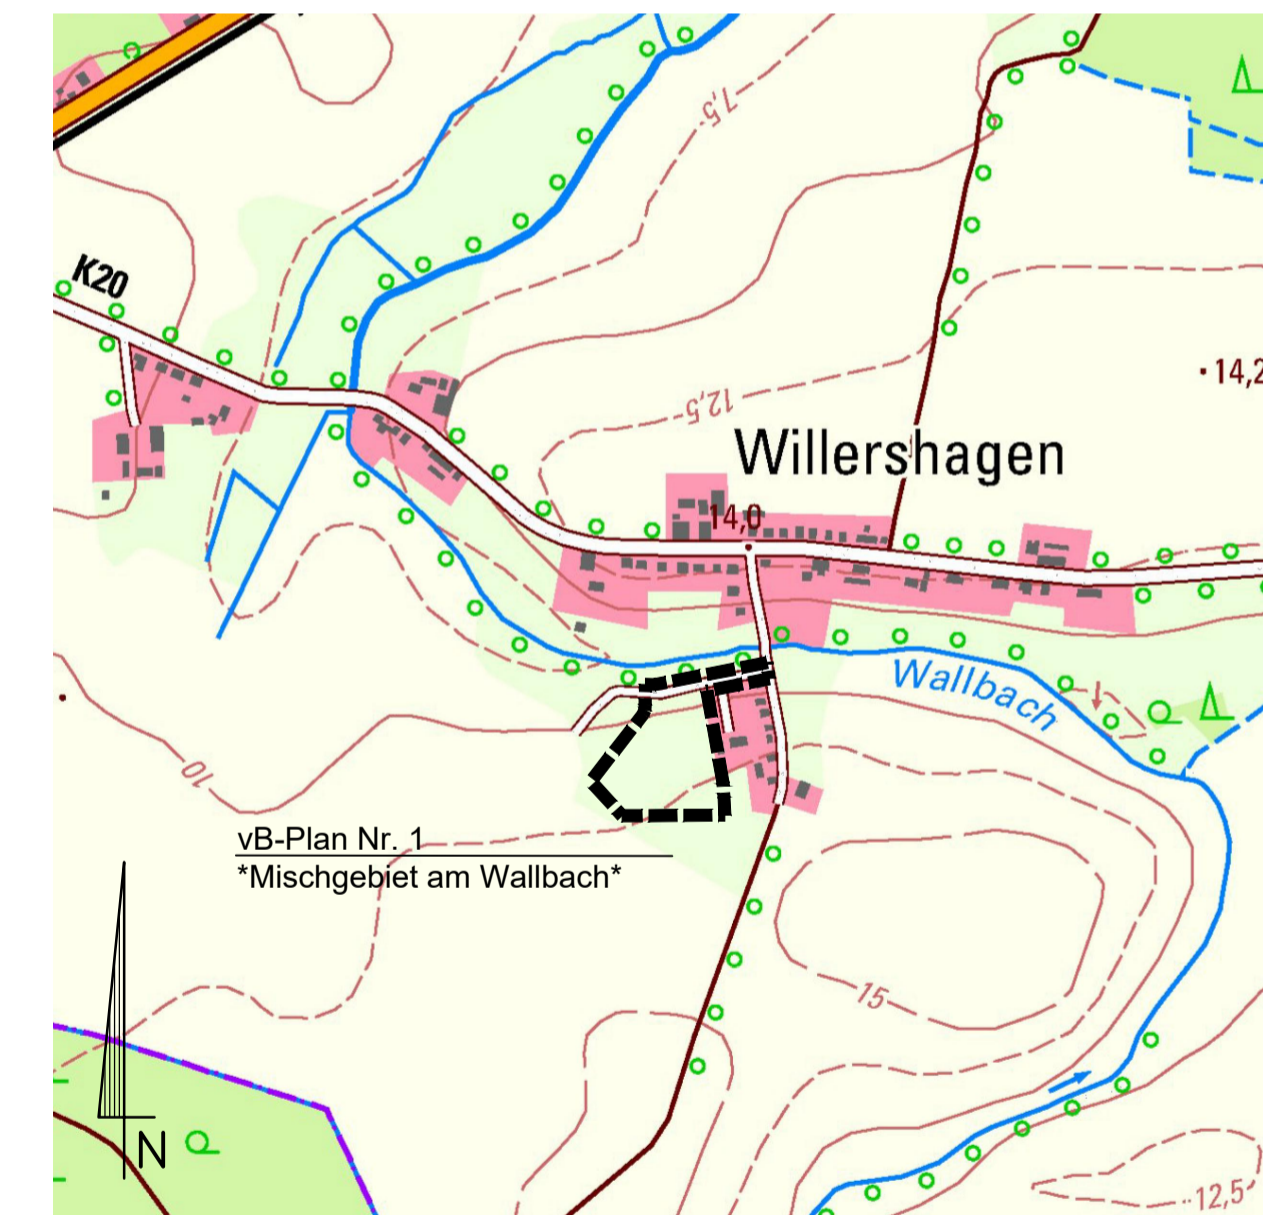 7,5
K20
14,2
12,5
Willershagen
14,0
Wallbach
10
vB-Plan Nr. 1
*Mischgebiet am Wallbach*
15
N
12,5